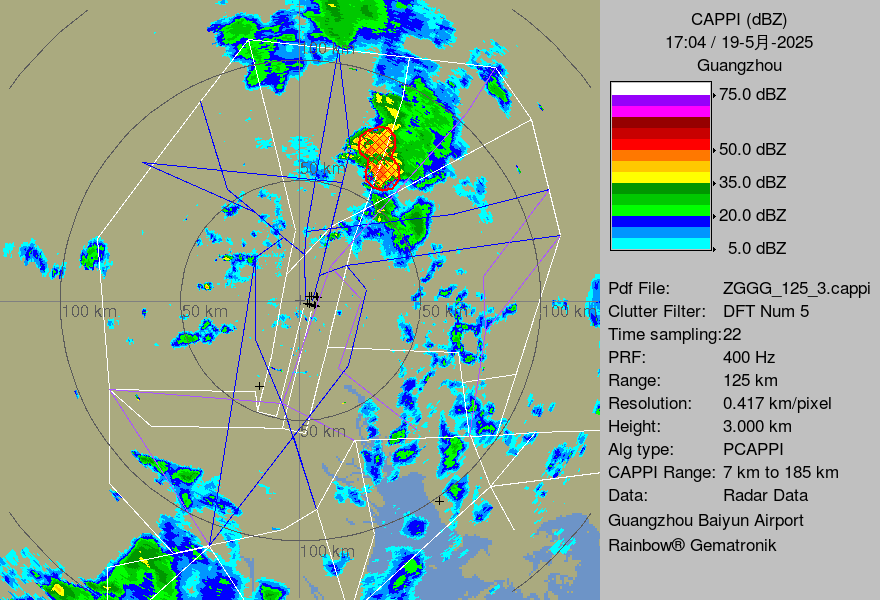 CAPPI (dBZ)
17:04 / 19-5月-2025
Guangzhou
75.0 dBZ
50.0 dBZ
35.0 dBZ
20.0 dBZ
5.0 dBZ
Pdf File: ZGGG_125_3.cappi
Clutter Filter: DFT Num 5
Time sampling:22
PRF: 400 Hz
Range: 125 km
Resolution: 0.417 km/pixel
Height: 3.000 km
Alg type: PCAPPI
CAPPI Range: 7 km to 185 km
Data: Radar Data
Guangzhou Baiyun Airport
Rainbow® Gematronik
100 km
50 km
100 km
50 km
50 km
100 km
50 km
100 km